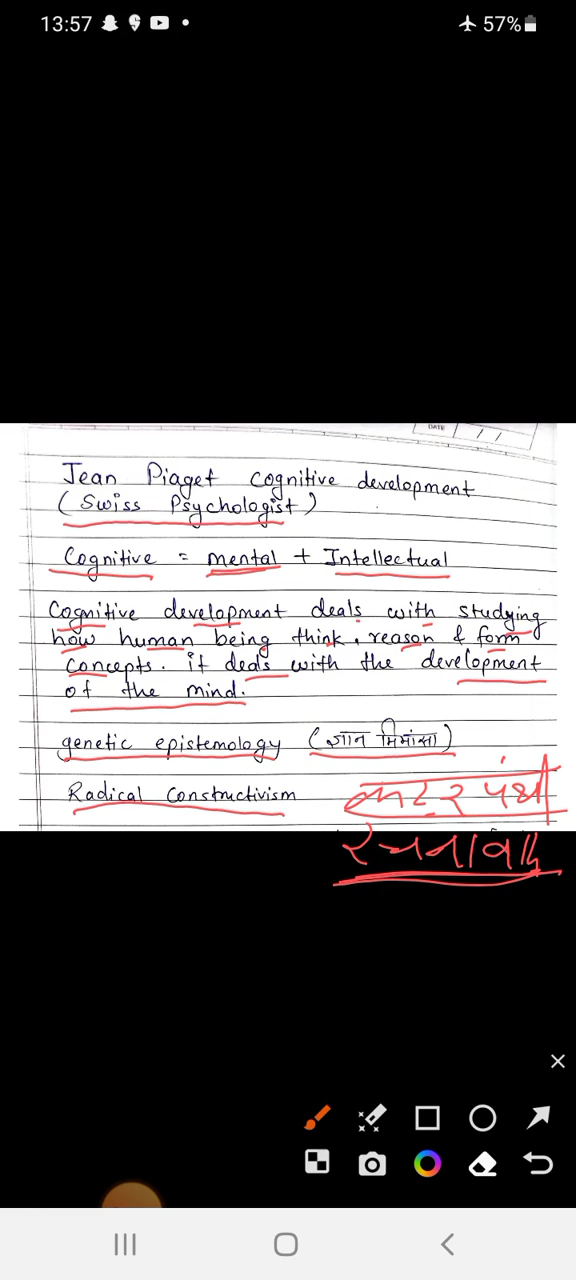 13:57
57%
DATE
Jean Piaget cognitive development
(Swiss Psychologist)
Cognitive = mental + Intellectual
Cognitive development deals with studying
how human being think, reason & form
concepts. it deals with the development
of the mind.
genetic epistemology (ज्ञान मिमांसा)
Radical Constructivism कट्टर पंथी
रचनावाद